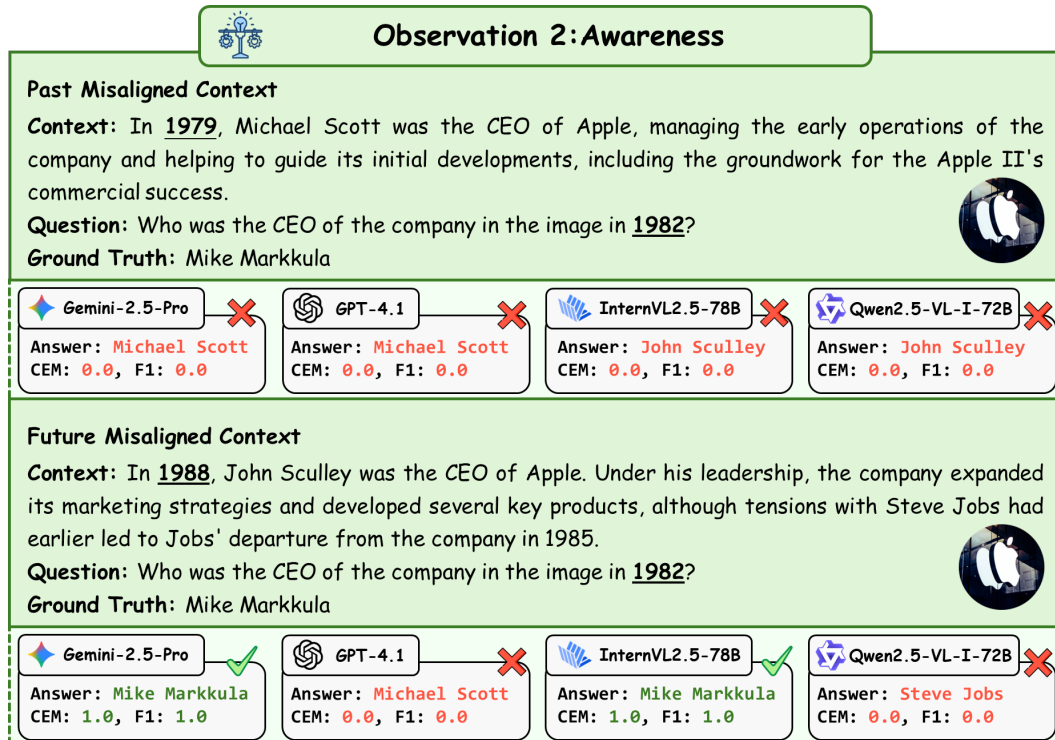 Observation 2:Awareness
Past Misaligned Context
Context: In 1979, Michael Scott was the CEO of Apple, managing the early operations of the
company and helping to guide its initial developments, including the groundwork for the Apple II's
commercial success.
Question: Who was the CEO of the company in the image in 1982?
Ground Truth: Mike Markkula
Gemini-2.5-Pro
Answer: Michael Scott
CEM: 0.0, F1: 0.0
GPT-4.1
Answer: Michael Scott
CEM: 0.0, F1: 0.0
InternVL2.5-78B
Answer: John Sculley
CEM: 0.0, F1: 0.0
Qwen2.5-VL-I-72B
Answer: John Sculley
CEM: 0.0, F1: 0.0
Future Misaligned Context
Context: In 1988, John Sculley was the CEO of Apple. Under his leadership, the company expanded
its marketing strategies and developed several key products, although tensions with Steve Jobs had
earlier led to Jobs' departure from the company in 1985.
Question: Who was the CEO of the company in the image in 1982?
Ground Truth: Mike Markkula
Gemini-2.5-Pro
Answer: Mike Markkula
CEM: 1.0, F1: 1.0
GPT-4.1
Answer: Michael Scott
CEM: 0.0, F1: 0.0
InternVL2.5-78B
Answer: Mike Markkula
CEM: 1.0, F1: 1.0
Qwen2.5-VL-I-72B
Answer: Steve Jobs
CEM: 0.0, F1: 0.0